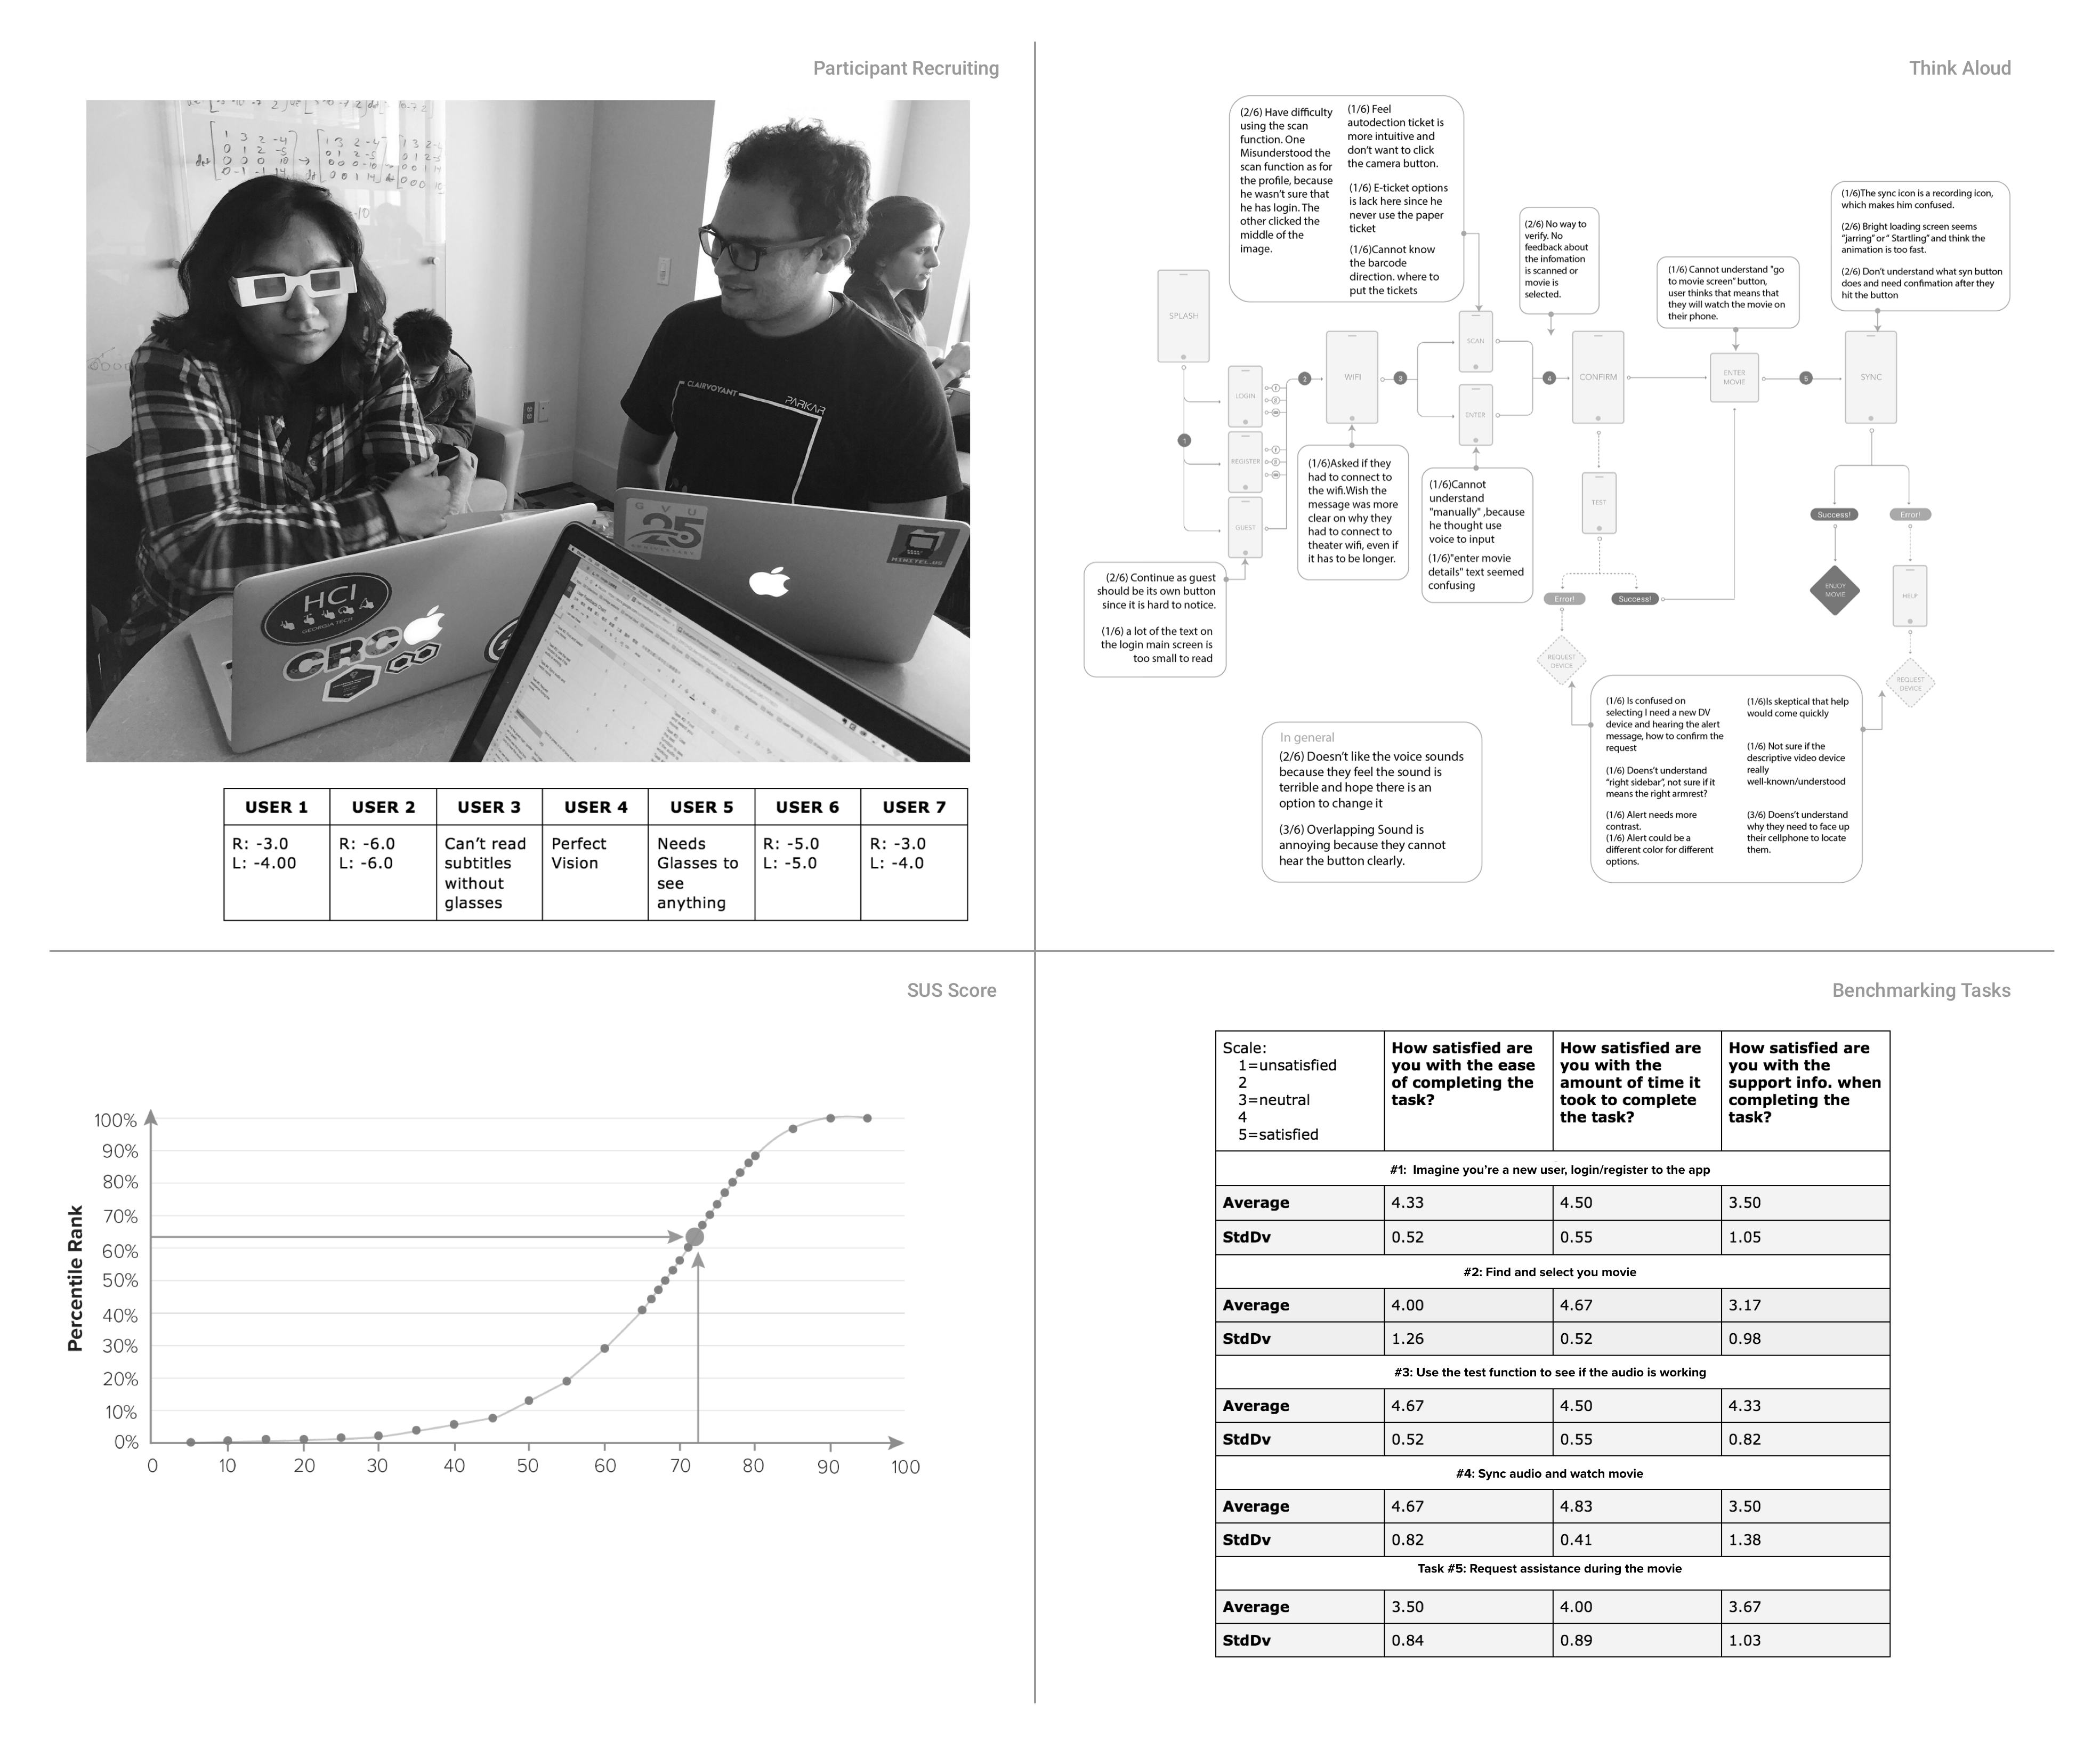 Participant Recruiting
CLAIRVOYANT
PARKAR
GVU
25
HCI
GEORGIA TECH
CRC
USER 1
USER 2
USER 3
USER 4
USER 5
USER 6
USER 7
R: -3.0
L: -4.00
R: -6.0
L: -6.0
Can't read
subtitles
without
glasses
Perfect
Vision
Needs
Glasses to
see
anything
R: -5.0
L: -5.0
R: -3.0
L: -4.0
Think Aloud
(2/6) Have difficulty
using the scan
function. One
Misunderstood the
scan function as for
the profile, because
he wasn't sure that
he has login. The
other clicked the
middle of the
image.
(1/6) Feel
autodection ticket is
more intuitive and
don't want to click
the camera button.
(1/6) E-ticket options
is lack here since he
never use the paper
ticket
(1/6)Cannot know
the barcode
direction. where to
put the tickets
(2/6) No way to
verify. No
feedback about
the infomation
is scanned or
movie is
selected.
(1/6) Cannot understand "go
to movie screen" button,
user thinks that means that
they will watch the movie on
their phone.
(1/6)The sync icon is a recording icon,
which makes him confused.
(2/6) Bright loading screen seems
"jarring" or " Startling" and think the
animation is too fast.
(2/6) Don't understand what syn button
does and need confimation after they
hit the button
SPLASH
1
LOGIN
REGISTER
GUEST
2
WIFI
3
SCAN
ENTER
4
CONFIRM
ENTER
MOVIE
5
SYNC
TEST
Error!
Success!
REQUEST
DEVICE
Success!
Error!
ENJOY
MOVIE
HELP
REQUEST
DEVICE
(2/6) Continue as guest
should be its own button
since it is hard to notice.
(1/6) a lot of the text on
the login main screen is
too small to read
(1/6)Asked if they
had to connect to
the wifi.Wish the
message was more
clear on why they
had to connect to
theater wifi, even if
it has to be longer.
(1/6)Cannot
understand
"manually" ,because
he thought use
voice to input
(1/6)"enter movie
details" text seemed
confusing
In general
(2/6) Doesn't like the voice sounds
because they feel the sound is
terrible and hope there is an
option to change it
(3/6) Overlapping Sound is
annoying because they cannot
hear the button clearly.
(1/6) Is confused on
selecting I need a new DV
device and hearing the alert
message, how to confirm the
request
(1/6) Doens't understand
"right sidebar", not sure if it
means the right armrest?
(1/6) Alert needs more
contrast.
(1/6) Alert could be a
different color for different
options.
(1/6)Is skeptical that help
would come quickly
(1/6) Not sure if the
descriptive video device
really
well-known/understood
(3/6) Doens't understand
why they need to face up
their cellphone to locate
them.
SUS Score
Percentile Rank
100%
90%
80%
70%
60%
50%
40%
30%
20%
10%
0%
0 10 20 30 40 50 60 70 80 90 100
Benchmarking Tasks
Scale:
1=unsatisfied
2
3=neutral
4
5=satisfied
How satisfied are
you with the ease
of completing the
task?
How satisfied are
you with the
amount of time it
took to complete
the task?
How satisfied are
you with the
support info. when
completing the
task?
#1: Imagine you're a new user, login/register to the app
Average 4.33 4.50 3.50
StdDv 0.52 0.55 1.05
#2: Find and select you movie
Average 4.00 4.67 3.17
StdDv 1.26 0.52 0.98
#3: Use the test function to see if the audio is working
Average 4.67 4.50 4.33
StdDv 0.52 0.55 0.82
#4: Sync audio and watch movie
Average 4.67 4.83 3.50
StdDv 0.82 0.41 1.38
Task #5: Request assistance during the movie
Average 3.50 4.00 3.67
StdDv 0.84 0.89 1.03